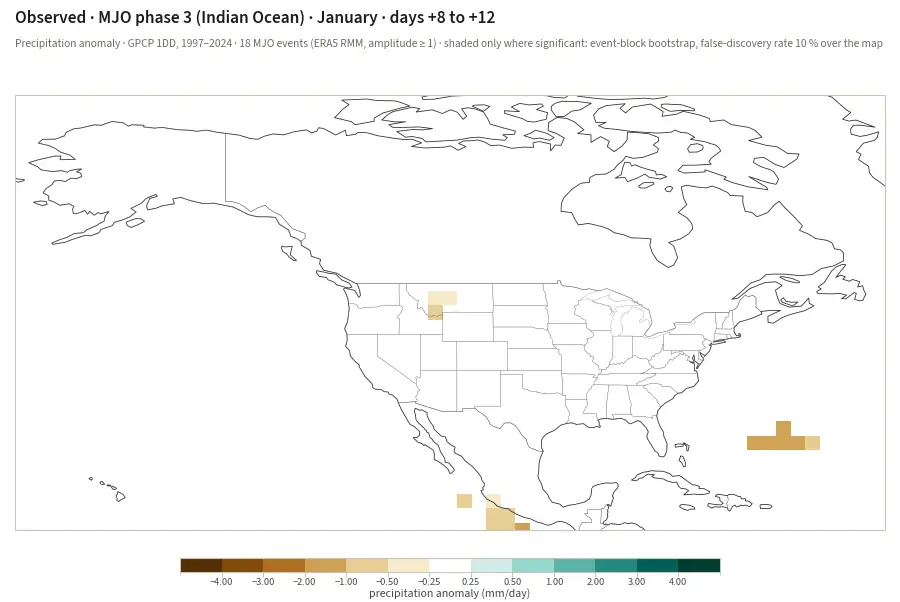 Observed · MJO phase 3 (Indian Ocean) · January · days +8 to +12
Precipitation anomaly · GPCP 1DD, 1997–2024 · 18 MJO events (ERA5 RMM, amplitude ≥ 1) · shaded only where significant: event-block bootstrap, false-discovery rate 10 % over the map
−4.00 −3.00 −2.00 −1.00 −0.50 −0.25 0.25 0.50 1.00 2.00 3.00 4.00
precipitation anomaly (mm/day)